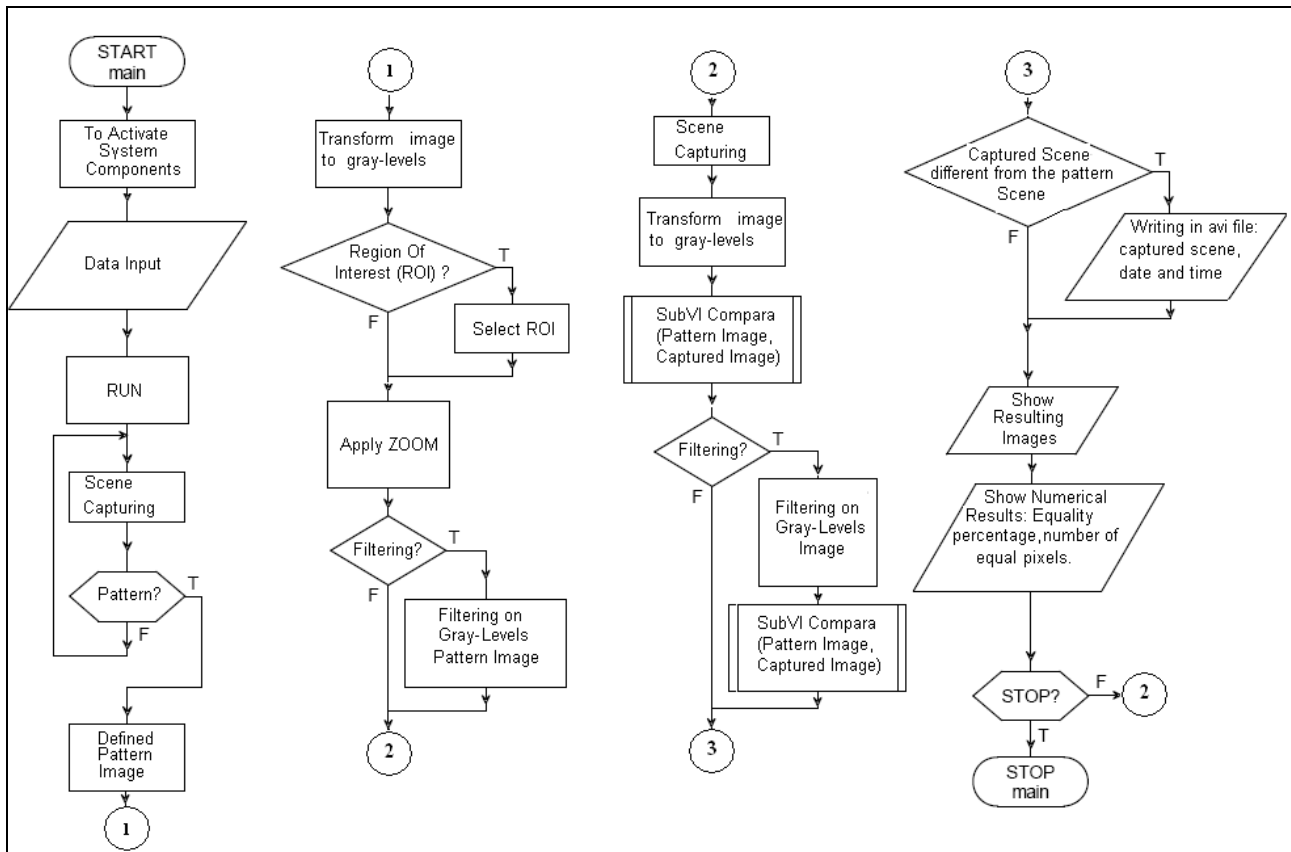 START
main
To Activate
System
Components
Data Input
RUN
Scene
Capturing
Pattern?
T
F
Defined
Pattern
Image
1
1
Transform image
to gray-levels
Region Of
Interest (ROI) ?
T
F
Select ROI
Apply ZOOM
Filtering?
T
F
Filtering on
Gray-Levels
Pattern Image
2
2
Scene
Capturing
Transform image
to gray-levels
SubVI Compara
(Pattern Image,
Captured Image)
Filtering?
T
F
Filtering on
Gray-Levels
Image
SubVI Compara
(Pattern Image,
Captured Image)
3
3
Captured Scene
different from the pattern
Scene
T
F
Writing in avi file:
captured scene,
date and time
Show
Resulting
Images
Show Numerical
Results: Equality
percentage,number of
equal pixels.
STOP?
F
2
T
STOP
main